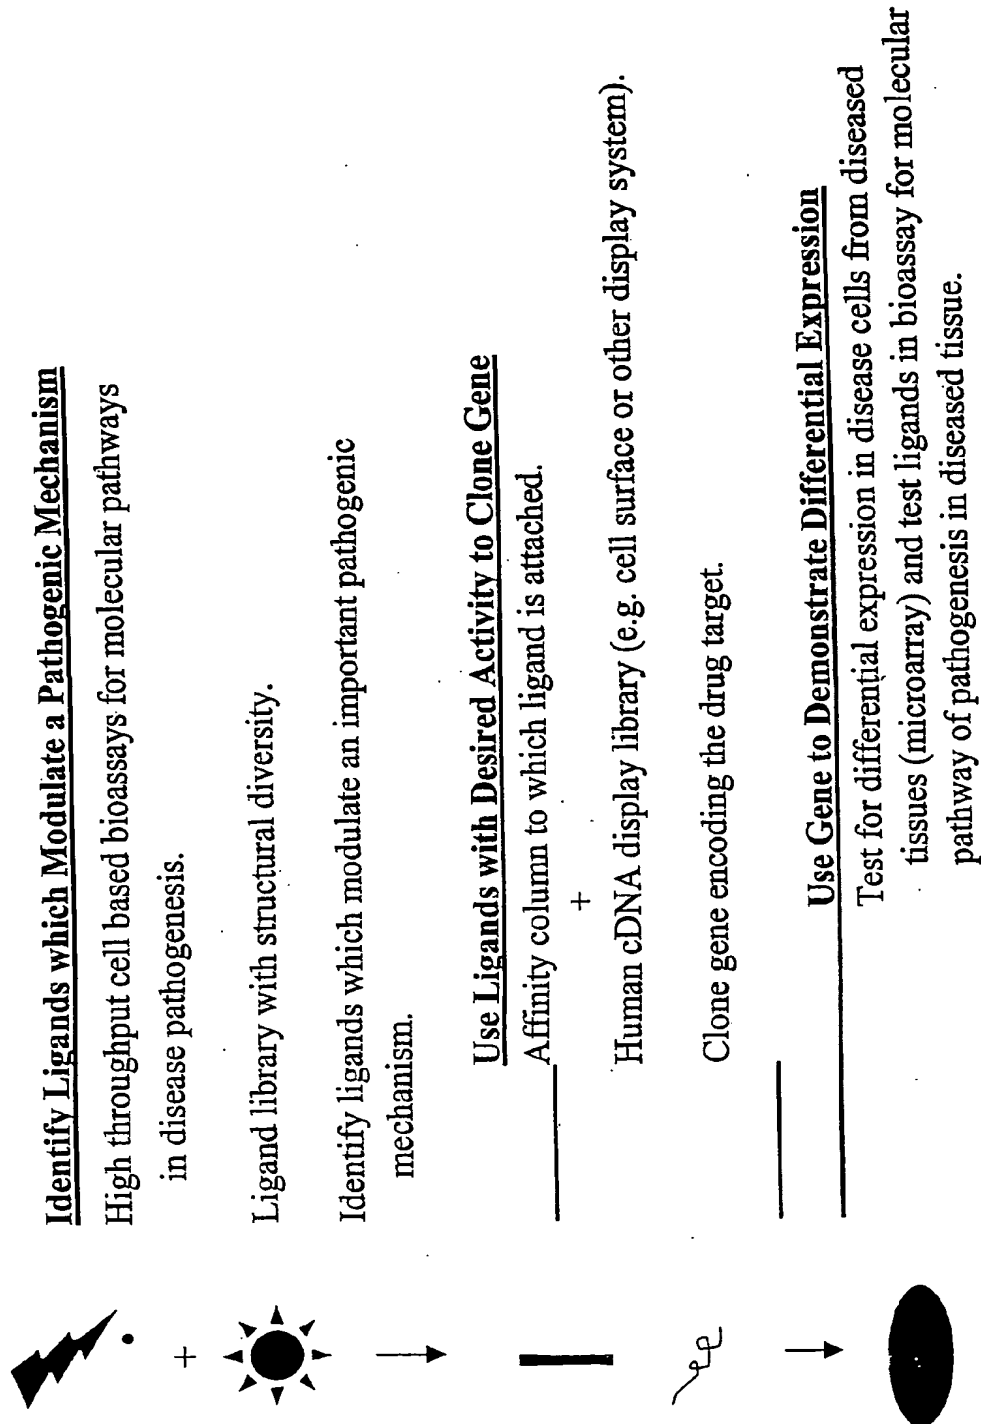 Identify Ligands which Modulate a Pathogenic Mechanism
High throughput cell based bioassays for molecular pathways
in disease pathogenesis.
+
Ligand library with structural diversity.
Identify ligands which modulate an important pathogenic
mechanism.
Use Ligands with Desired Activity to Clone Gene
Affinity column to which ligand is attached.
+
Human cDNA display library (e.g. cell surface or other display system).
Clone gene encoding the drug target.
Use Gene to Demonstrate Differential Expression
Test for differential expression in disease cells from diseased
tissues (microarray) and test ligands in bioassay for molecular
pathway of pathogenesis in diseased tissue.